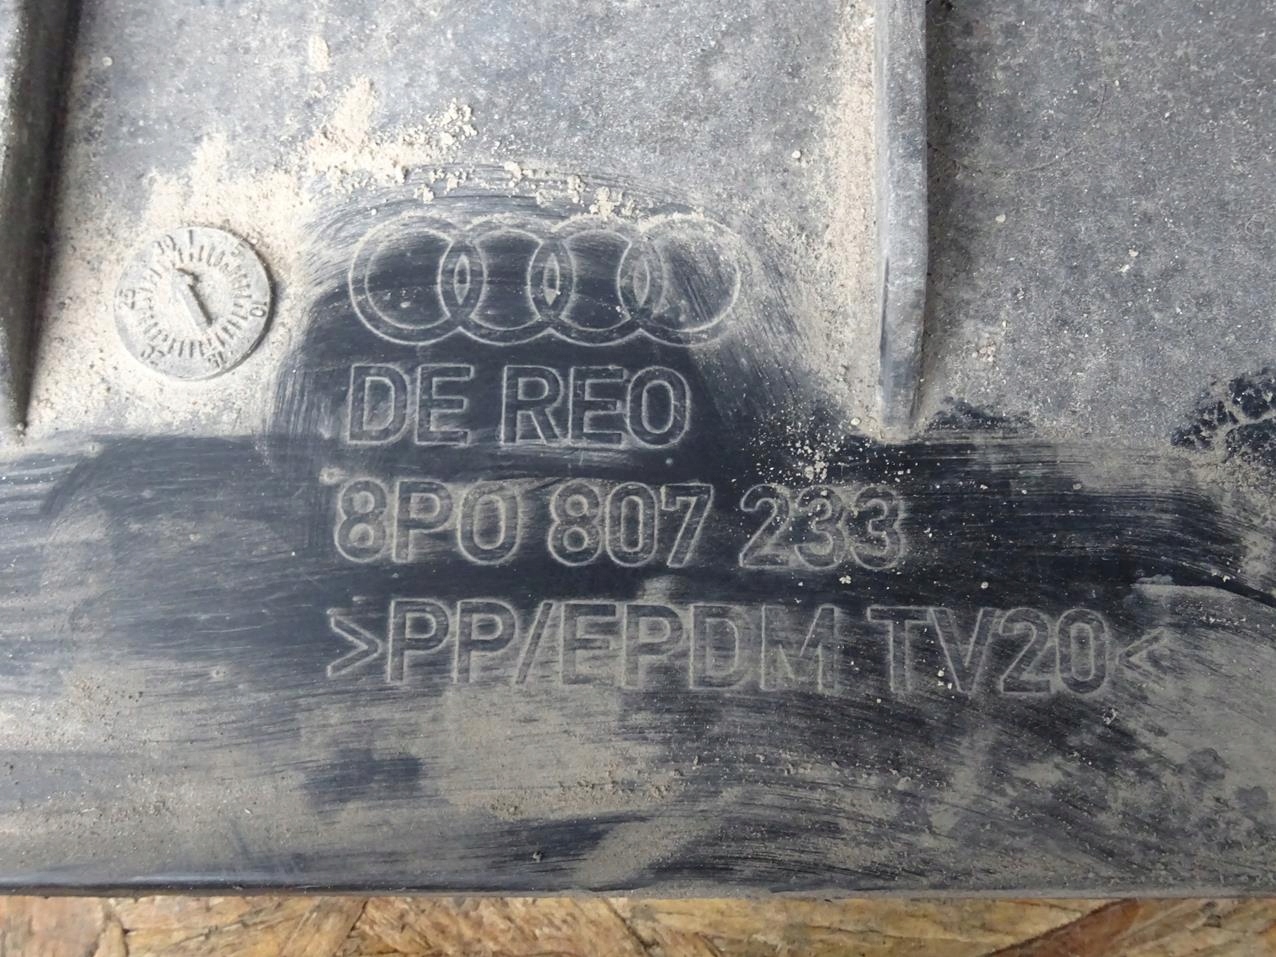 DE REO
8P0 807 233
>PP/EPDM TV20<